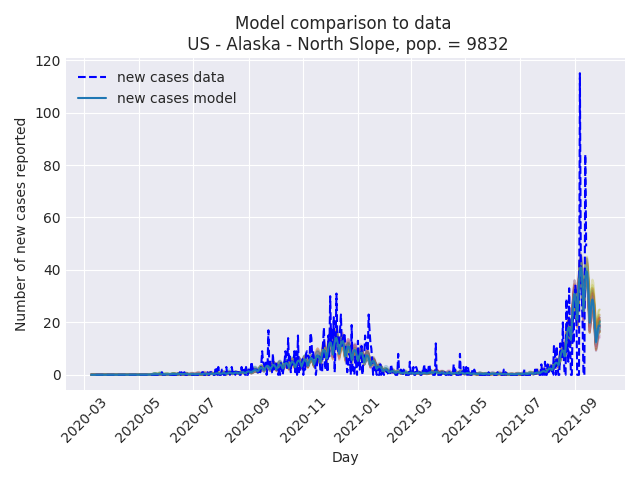 Model comparison to data
US - Alaska - North Slope, pop. = 9832
120
100
80
60
40
20
0
Number of new cases reported
new cases data
new cases model
2020-03
2020-05
2020-07
2020-09
2020-11
2021-01
2021-03
2021-05
2021-07
2021-09
Day